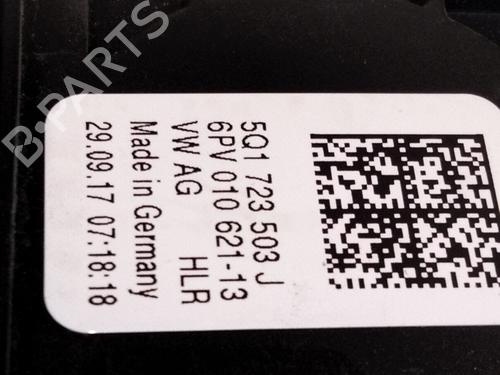 5Q1 723 503 J
6PV 010 621-13
VW AG HLR
Made in Germany
29.09.17 07:18:18
B-PARTS